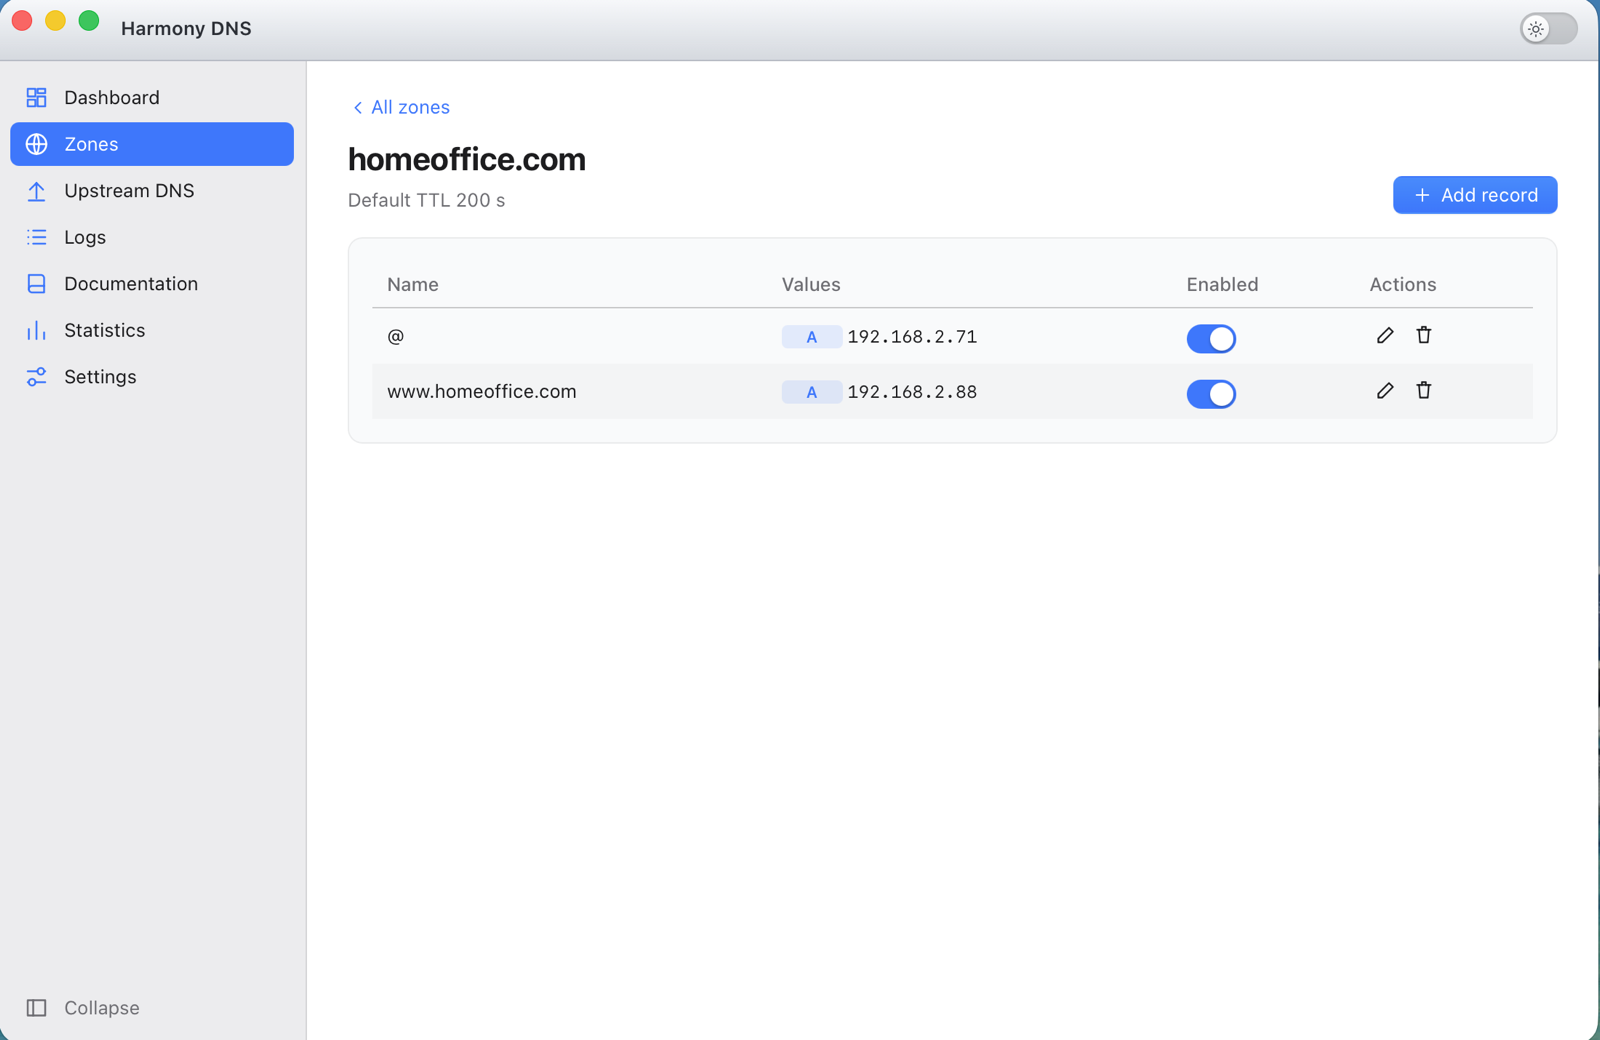 Harmony DNS
Dashboard
Zones
Upstream DNS
Logs
Documentation
Statistics
Settings
Collapse
All zones
homeoffice.com
Default TTL 200 s
Add record
Name Values Enabled Actions
@ A 192.168.2.71
www.homeoffice.com A 192.168.2.88